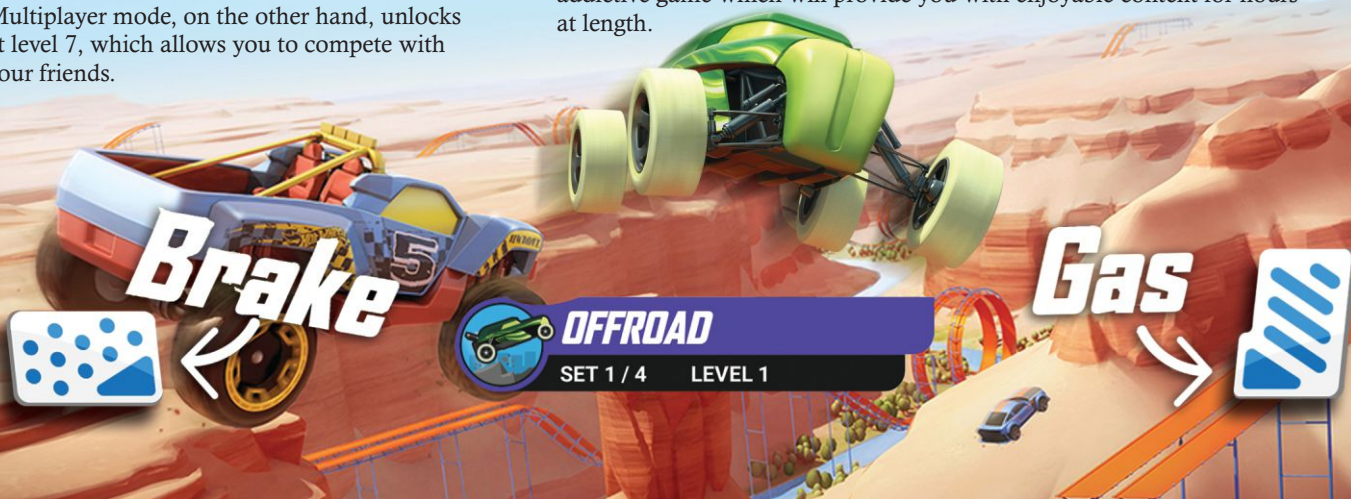 Multiplayer mode, on the other hand, unlocks
t level 7, which allows you to compete with
our friends.
at length.
Brake
5
OFFROAD
SET 1 / 4 LEVEL 1
Gas